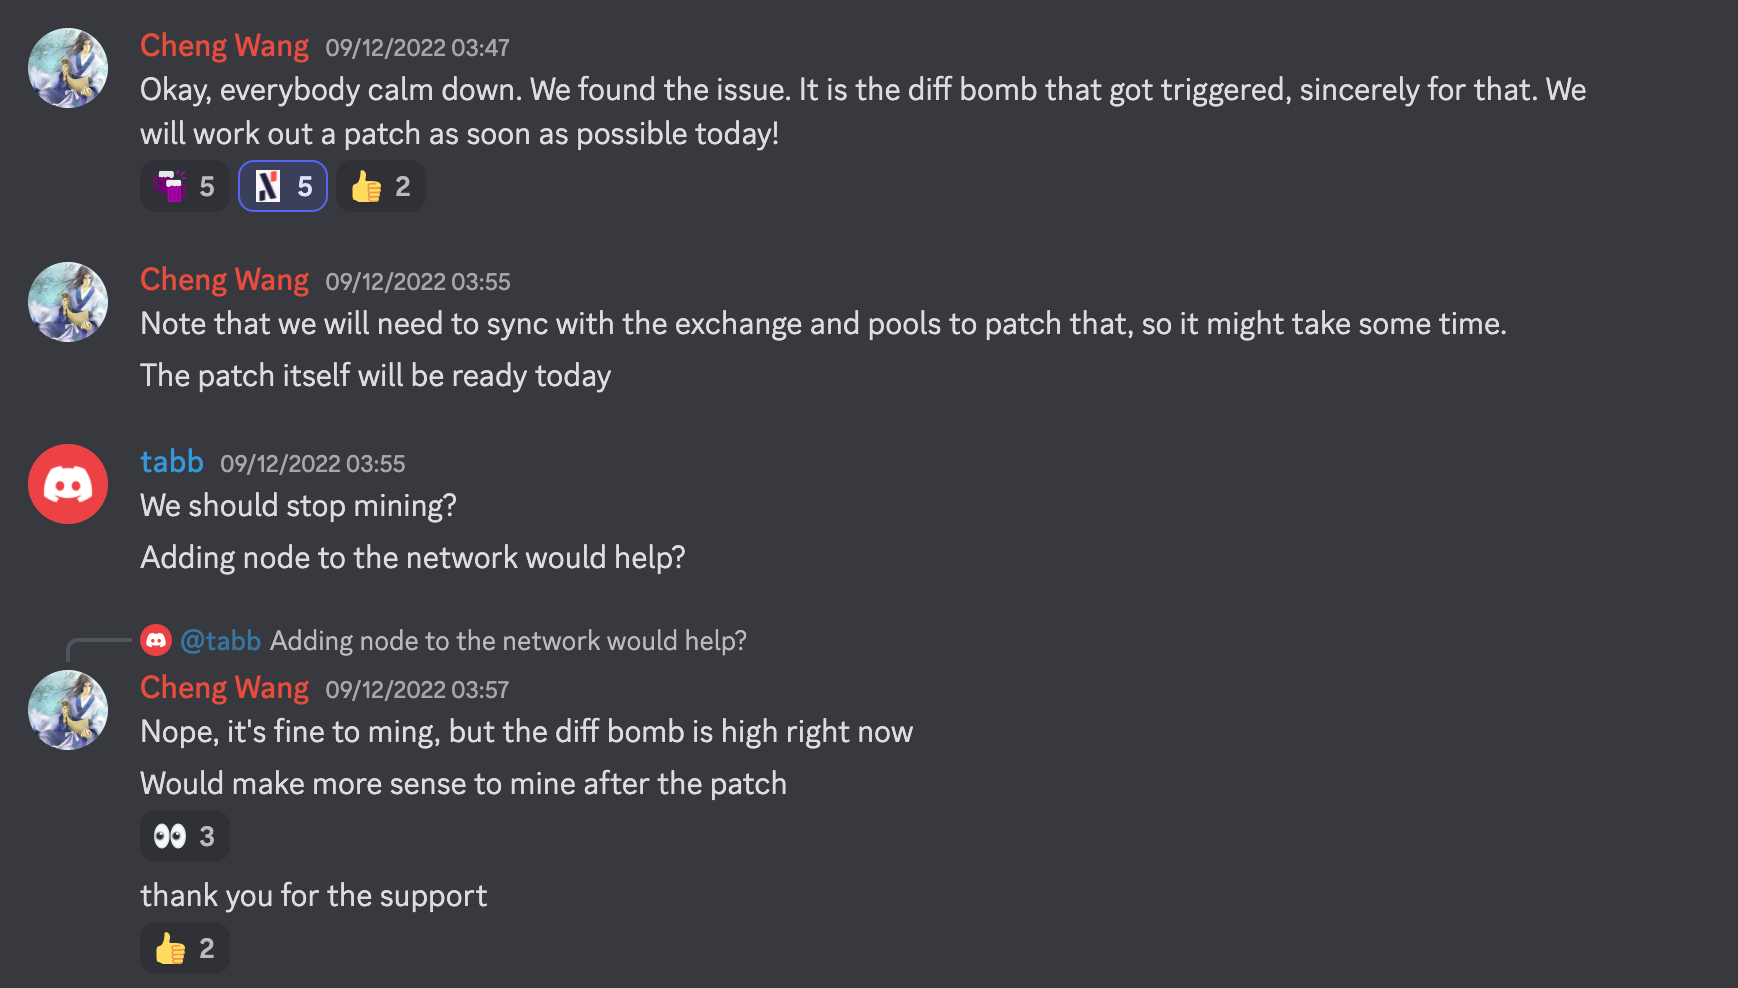 Cheng Wang 09/12/2022 03:47
Okay, everybody calm down. We found the issue. It is the diff bomb that got triggered, sincerely for that. We
will work out a patch as soon as possible today!
5 5 2
Cheng Wang 09/12/2022 03:55
Note that we will need to sync with the exchange and pools to patch that, so it might take some time.
The patch itself will be ready today
tabb 09/12/2022 03:55
We should stop mining?
Adding node to the network would help?
@tabb Adding node to the network would help?
Cheng Wang 09/12/2022 03:57
Nope, it's fine to ming, but the diff bomb is high right now
Would make more sense to mine after the patch
3
thank you for the support
2